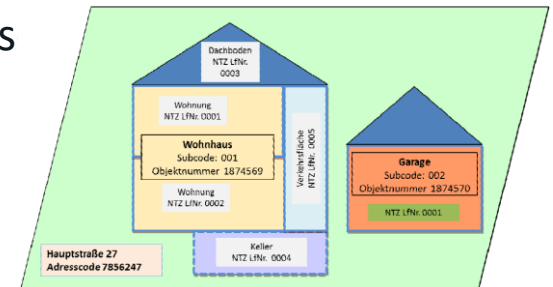 s
Dachboden
NTZ LfNr.
0003
Wohnung
NTZ LfNr. 0001
Wohnhaus
Subcode: 001
Objektnummer 1874569
Wohnung
NTZ LfNr. 0002
Verkehrsfläche
NTZ LfNr. 0005
Garage
Subcode: 002
Objektnummer 1874570
NTZ LfNr. 0001
Keller
NTZ LfNr. 0004
Hauptstraße 27
Adresscode 7856247